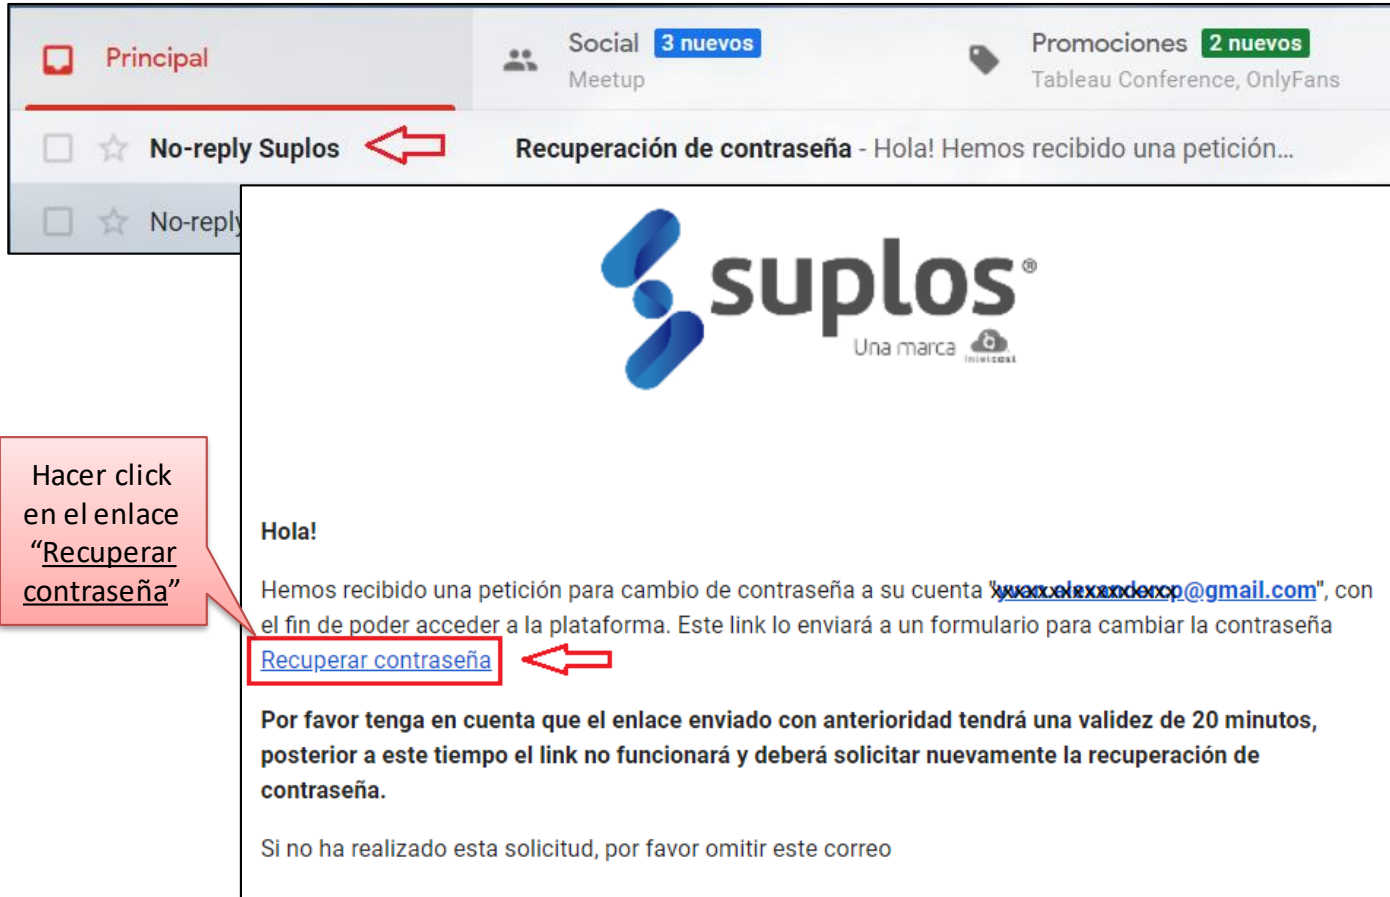 Principal
Social 3 nuevos
Meetup
Promociones 2 nuevos
Tableau Conference, OnlyFans
No-reply Suplos
Recuperación de contraseña - Hola! Hemos recibido una petición...
No-reply
suplos®
Una marca
Hacer click
en el enlace
“Recuperar
contraseña”
Hola!
Hemos recibido una petición para cambio de contraseña a su cuenta "@gmail.com", con
el fin de poder acceder a la plataforma. Este link lo enviará a un formulario para cambiar la contraseña
Recuperar contraseña
Por favor tenga en cuenta que el enlace enviado con anterioridad tendrá una validez de 20 minutos,
posterior a este tiempo el link no funcionará y deberá solicitar nuevamente la recuperación de
contraseña.
Si no ha realizado esta solicitud, por favor omitir este correo